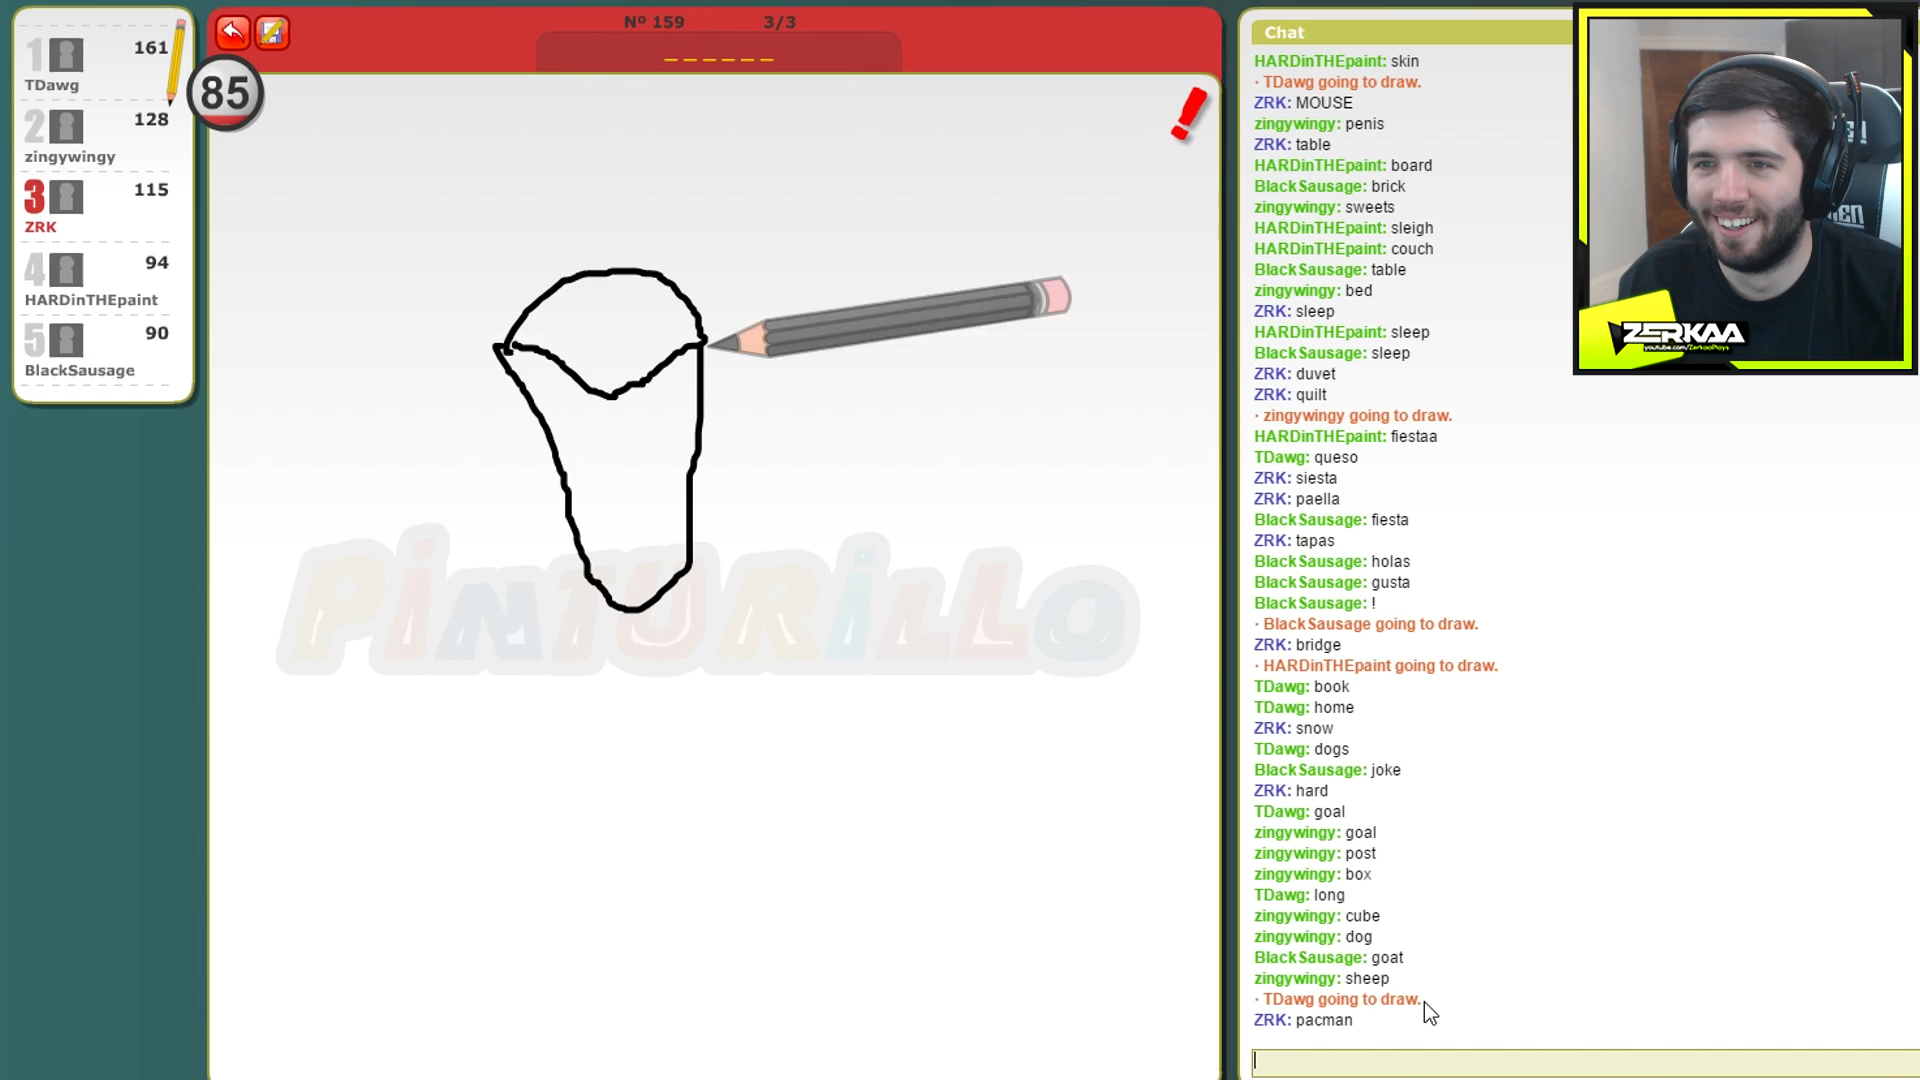 Nº 159 3/3
______
85
1 161
TDawg
2 128
zingywingy
3 115
ZRK
4 94
HARDinTHEpaint
5 90
BlackSausage
PiNTURiLLO
Chat
HARDinTHEpaint: skin
· TDawg going to draw.
ZRK: MOUSE
zingywingy: penis
ZRK: table
HARDinTHEpaint: board
BlackSausage: brick
zingywingy: sweets
HARDinTHEpaint: sleigh
HARDinTHEpaint: couch
BlackSausage: table
zingywingy: bed
ZRK: sleep
HARDinTHEpaint: sleep
BlackSausage: sleep
ZRK: duvet
ZRK: quilt
· zingywingy going to draw.
HARDinTHEpaint: fiestaa
TDawg: queso
ZRK: siesta
ZRK: paella
BlackSausage: fiesta
ZRK: tapas
BlackSausage: holas
BlackSausage: gusta
BlackSausage: !
· BlackSausage going to draw.
ZRK: bridge
· HARDinTHEpaint going to draw.
TDawg: book
TDawg: home
ZRK: snow
TDawg: dogs
BlackSausage: joke
ZRK: hard
TDawg: goal
zingywingy: goal
zingywingy: post
zingywingy: box
TDawg: long
zingywingy: cube
zingywingy: dog
BlackSausage: goat
zingywingy: sheep
· TDawg going to draw.
ZRK: pacman
ZERKAA
youtube.com/ZerkaaPlays